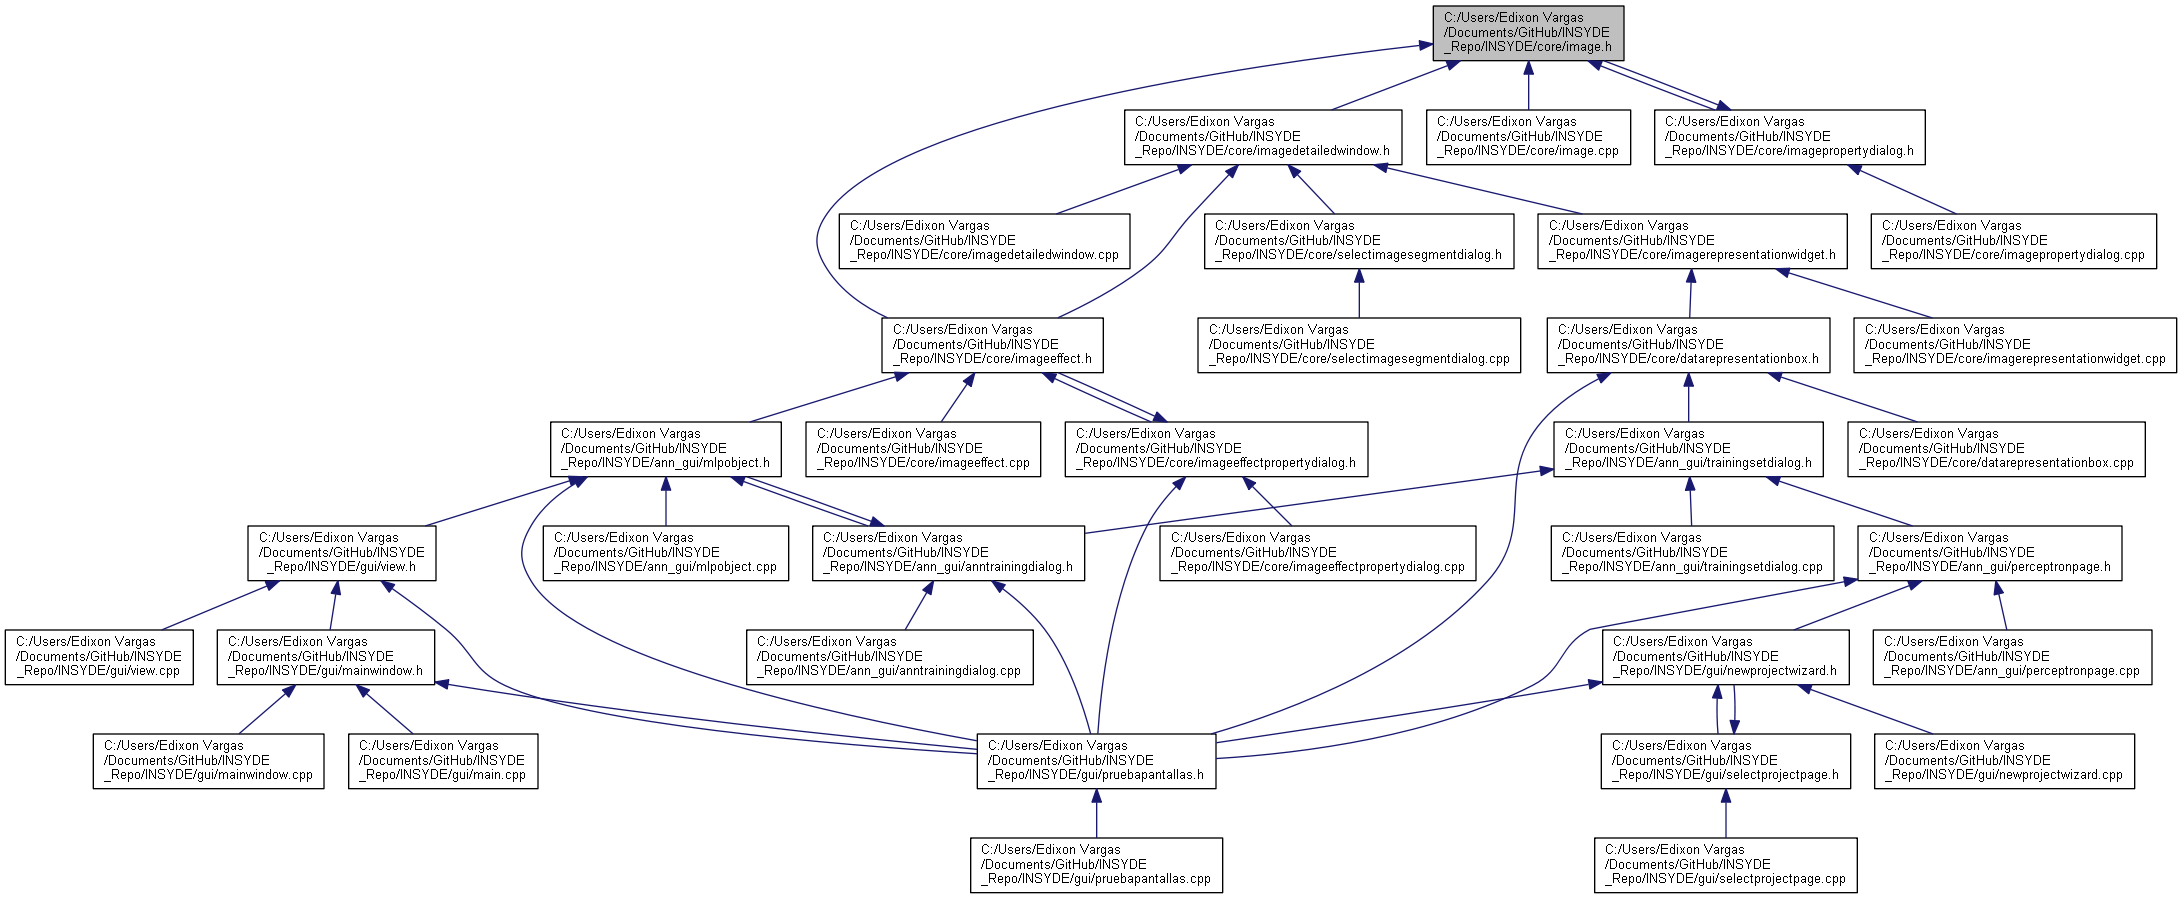 C:/Users/Edixon Vargas
/Documents/GitHub/INSYDE
_Repo/INSYDE/core/image.h
C:/Users/Edixon Vargas
/Documents/GitHub/INSYDE
_Repo/INSYDE/core/imagedetailedwindow.h
C:/Users/Edixon Vargas
/Documents/GitHub/INSYDE
_Repo/INSYDE/core/image.cpp
C:/Users/Edixon Vargas
/Documents/GitHub/INSYDE
_Repo/INSYDE/core/imagepropertydialog.h
C:/Users/Edixon Vargas
/Documents/GitHub/INSYDE
_Repo/INSYDE/core/imagedetailedwindow.cpp
C:/Users/Edixon Vargas
/Documents/GitHub/INSYDE
_Repo/INSYDE/core/selectimagesegmentdialog.h
C:/Users/Edixon Vargas
/Documents/GitHub/INSYDE
_Repo/INSYDE/core/imagerepresentationwidget.h
C:/Users/Edixon Vargas
/Documents/GitHub/INSYDE
_Repo/INSYDE/core/imagepropertydialog.cpp
C:/Users/Edixon Vargas
/Documents/GitHub/INSYDE
_Repo/INSYDE/core/imageeffect.h
C:/Users/Edixon Vargas
/Documents/GitHub/INSYDE
_Repo/INSYDE/core/selectimagesegmentdialog.cpp
C:/Users/Edixon Vargas
/Documents/GitHub/INSYDE
_Repo/INSYDE/core/datarepresentationbox.h
C:/Users/Edixon Vargas
/Documents/GitHub/INSYDE
_Repo/INSYDE/core/imagerepresentationwidget.cpp
C:/Users/Edixon Vargas
/Documents/GitHub/INSYDE
_Repo/INSYDE/ann_gui/mlpobject.h
C:/Users/Edixon Vargas
/Documents/GitHub/INSYDE
_Repo/INSYDE/core/imageeffect.cpp
C:/Users/Edixon Vargas
/Documents/GitHub/INSYDE
_Repo/INSYDE/core/imageeffectpropertydialog.h
C:/Users/Edixon Vargas
/Documents/GitHub/INSYDE
_Repo/INSYDE/ann_gui/trainingsetdialog.h
C:/Users/Edixon Vargas
/Documents/GitHub/INSYDE
_Repo/INSYDE/core/datarepresentationbox.cpp
C:/Users/Edixon Vargas
/Documents/GitHub/INSYDE
_Repo/INSYDE/gui/view.h
C:/Users/Edixon Vargas
/Documents/GitHub/INSYDE
_Repo/INSYDE/ann_gui/mlpobject.cpp
C:/Users/Edixon Vargas
/Documents/GitHub/INSYDE
_Repo/INSYDE/ann_gui/anntrainingdialog.h
C:/Users/Edixon Vargas
/Documents/GitHub/INSYDE
_Repo/INSYDE/core/imageeffectpropertydialog.cpp
C:/Users/Edixon Vargas
/Documents/GitHub/INSYDE
_Repo/INSYDE/ann_gui/trainingsetdialog.cpp
C:/Users/Edixon Vargas
/Documents/GitHub/INSYDE
_Repo/INSYDE/ann_gui/perceptronpage.h
C:/Users/Edixon Vargas
/Documents/GitHub/INSYDE
_Repo/INSYDE/gui/view.cpp
C:/Users/Edixon Vargas
/Documents/GitHub/INSYDE
_Repo/INSYDE/gui/mainwindow.h
C:/Users/Edixon Vargas
/Documents/GitHub/INSYDE
_Repo/INSYDE/ann_gui/anntrainingdialog.cpp
C:/Users/Edixon Vargas
/Documents/GitHub/INSYDE
_Repo/INSYDE/gui/newprojectwizard.h
C:/Users/Edixon Vargas
/Documents/GitHub/INSYDE
_Repo/INSYDE/ann_gui/perceptronpage.cpp
C:/Users/Edixon Vargas
/Documents/GitHub/INSYDE
_Repo/INSYDE/gui/mainwindow.cpp
C:/Users/Edixon Vargas
/Documents/GitHub/INSYDE
_Repo/INSYDE/gui/main.cpp
C:/Users/Edixon Vargas
/Documents/GitHub/INSYDE
_Repo/INSYDE/gui/pruebapantallas.h
C:/Users/Edixon Vargas
/Documents/GitHub/INSYDE
_Repo/INSYDE/gui/selectprojectpage.h
C:/Users/Edixon Vargas
/Documents/GitHub/INSYDE
_Repo/INSYDE/gui/newprojectwizard.cpp
C:/Users/Edixon Vargas
/Documents/GitHub/INSYDE
_Repo/INSYDE/gui/pruebapantallas.cpp
C:/Users/Edixon Vargas
/Documents/GitHub/INSYDE
_Repo/INSYDE/gui/selectprojectpage.cpp